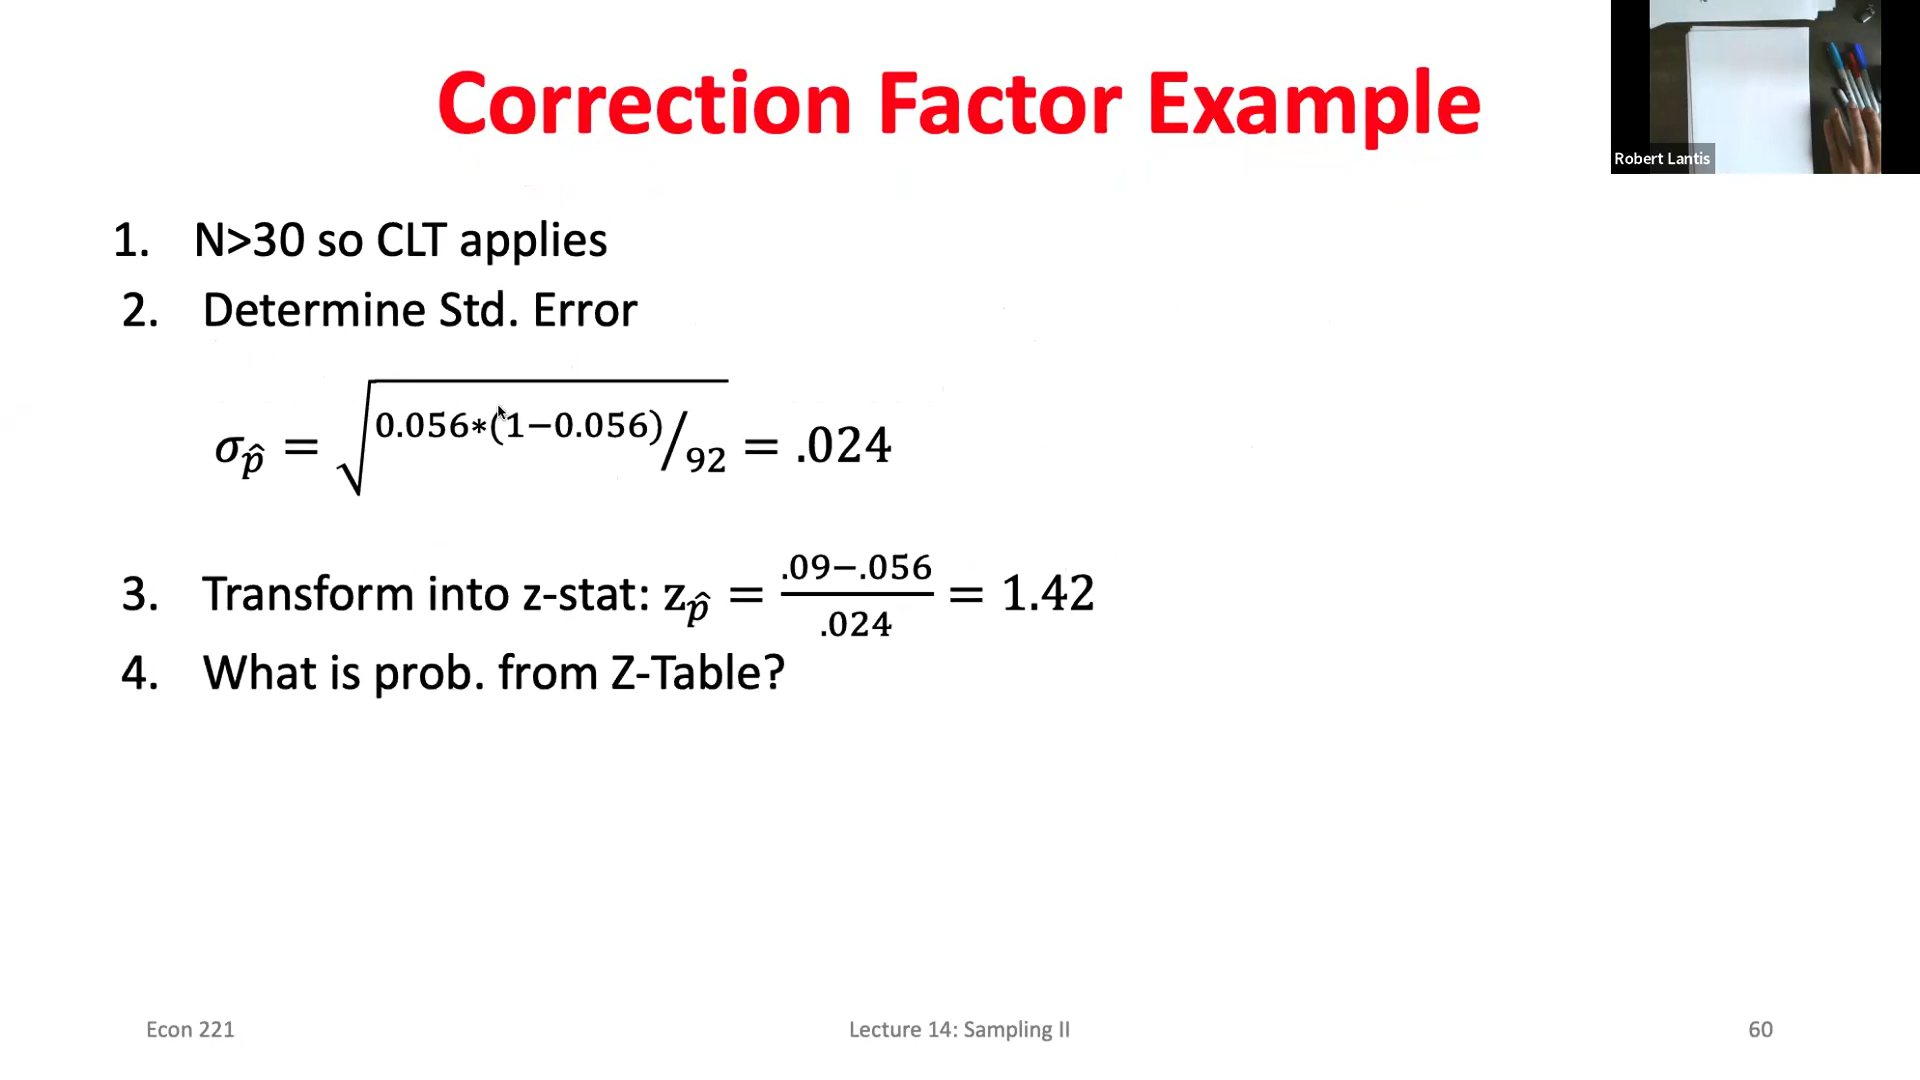 Correction Factor Example
Robert Lantis
1. N>30 so CLT applies
2. Determine Std. Error
σ_p̂ = √(0.056*(1−0.056)/92) = .024
3. Transform into z-stat: z_p̂ = (.09−.056)/.024 = 1.42
4. What is prob. from Z-Table?
Econ 221
Lecture 14: Sampling II
60